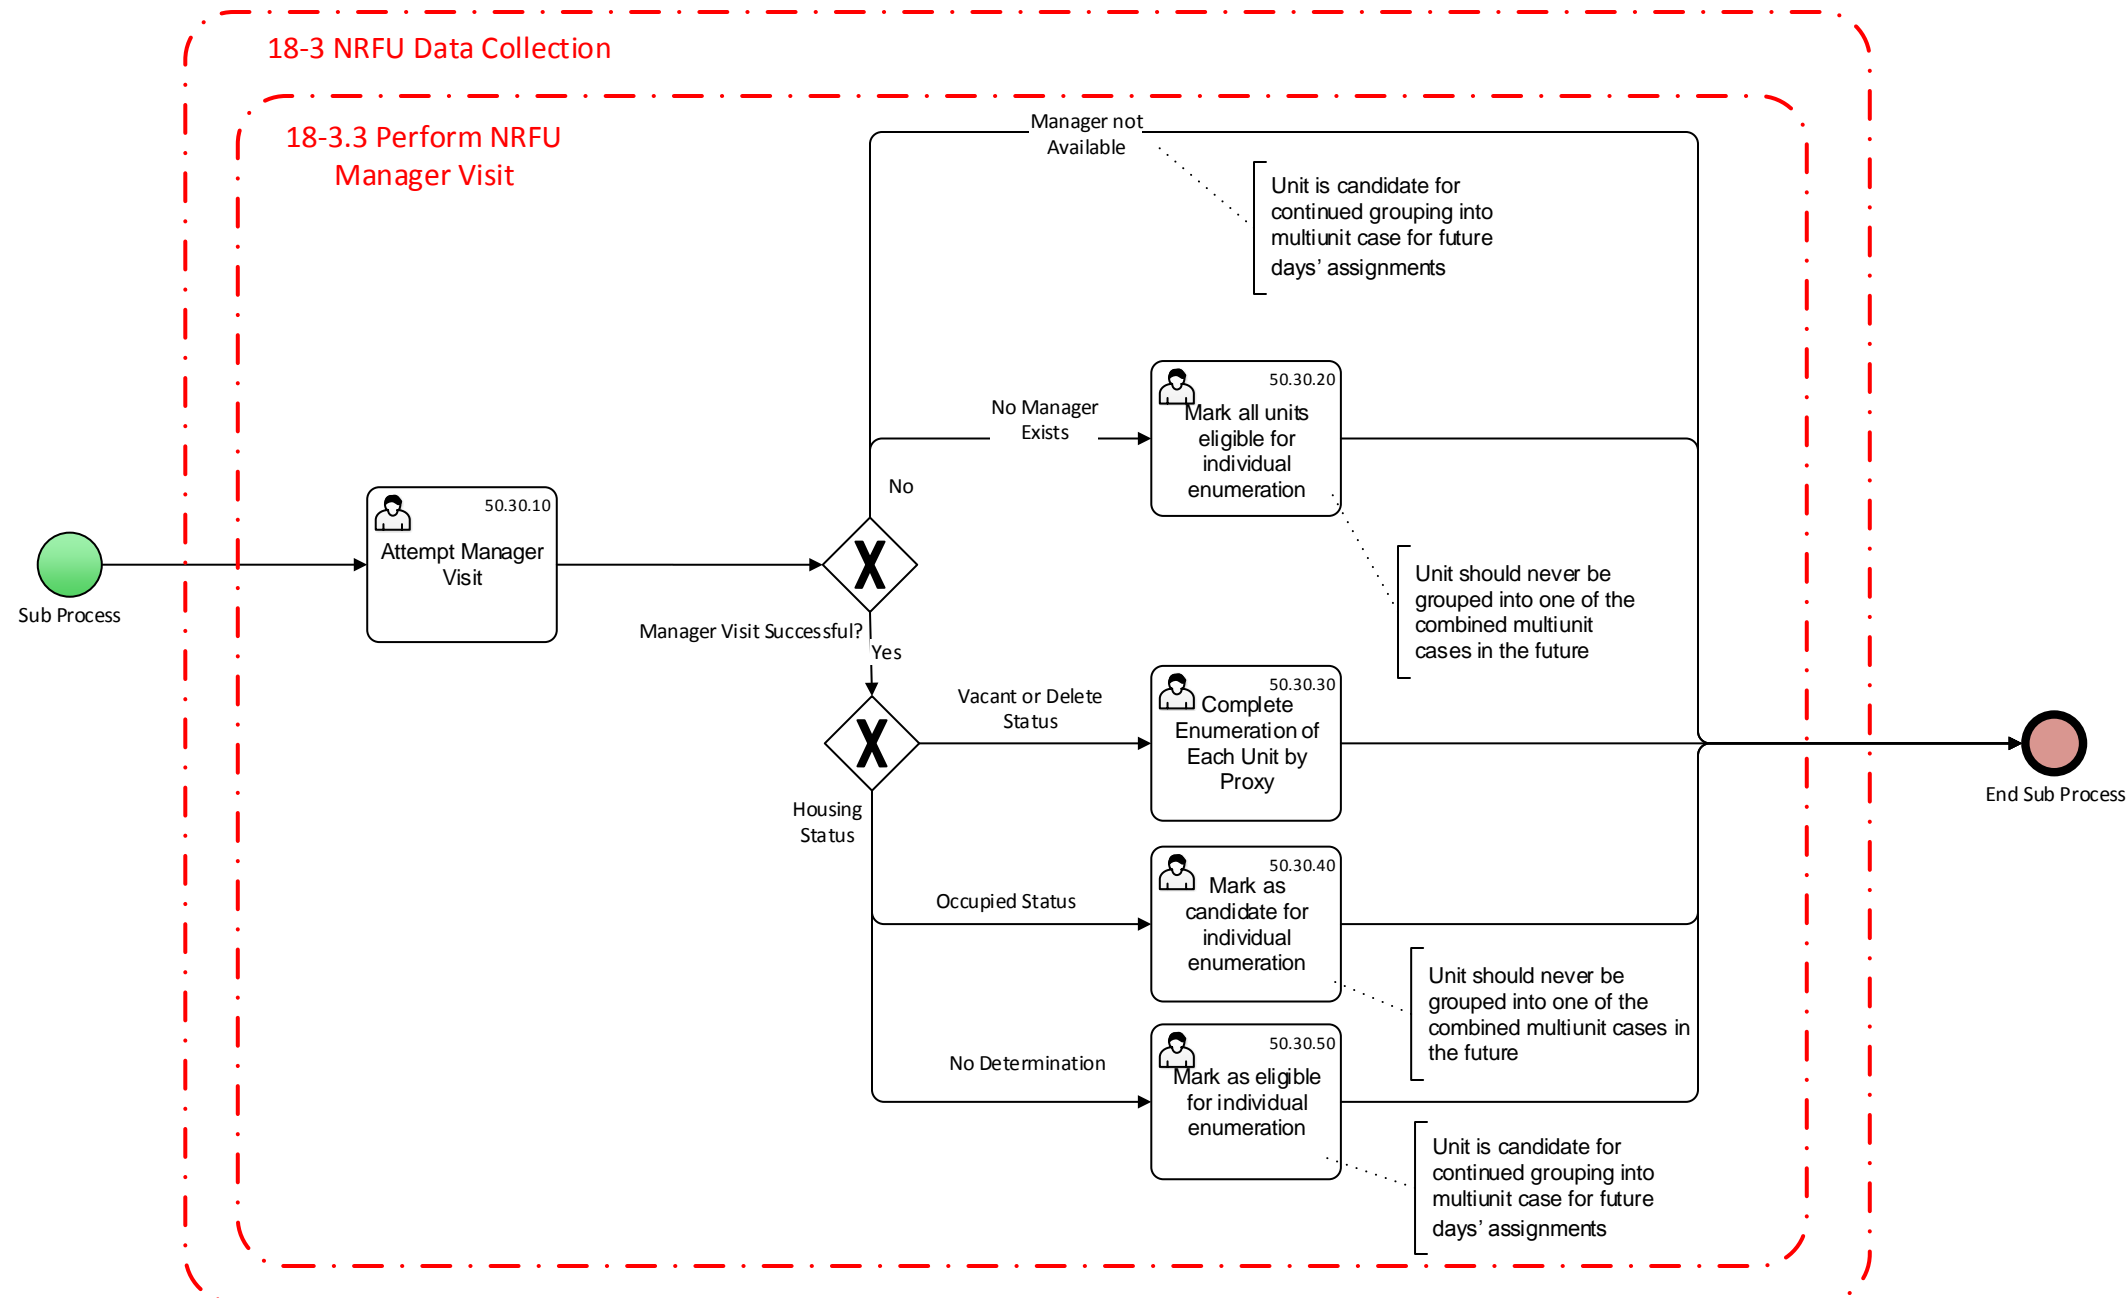 18-3 NRFU Data Collection
18-3.3 Perform NRFU
Manager Visit
Manager not
Available
Unit is candidate for
continued grouping into
multiunit case for future
days’ assignments
50.30.20
Mark all units
eligible for
individual
enumeration
No Manager
Exists
No
50.30.10
Attempt Manager
Visit
Sub Process
X
Manager Visit Successful?
Yes
Unit should never be
grouped into one of the
combined multiunit
cases in the future
Vacant or Delete
Status
50.30.30
Complete
Enumeration of
Each Unit by
Proxy
X
Housing
Status
End Sub Process
Occupied Status
50.30.40
Mark as
candidate for
individual
enumeration
Unit should never be
grouped into one of the
combined multiunit cases in
the future
No Determination
50.30.50
Mark as eligible
for individual
enumeration
Unit is candidate for
continued grouping into
multiunit case for future
days’ assignments